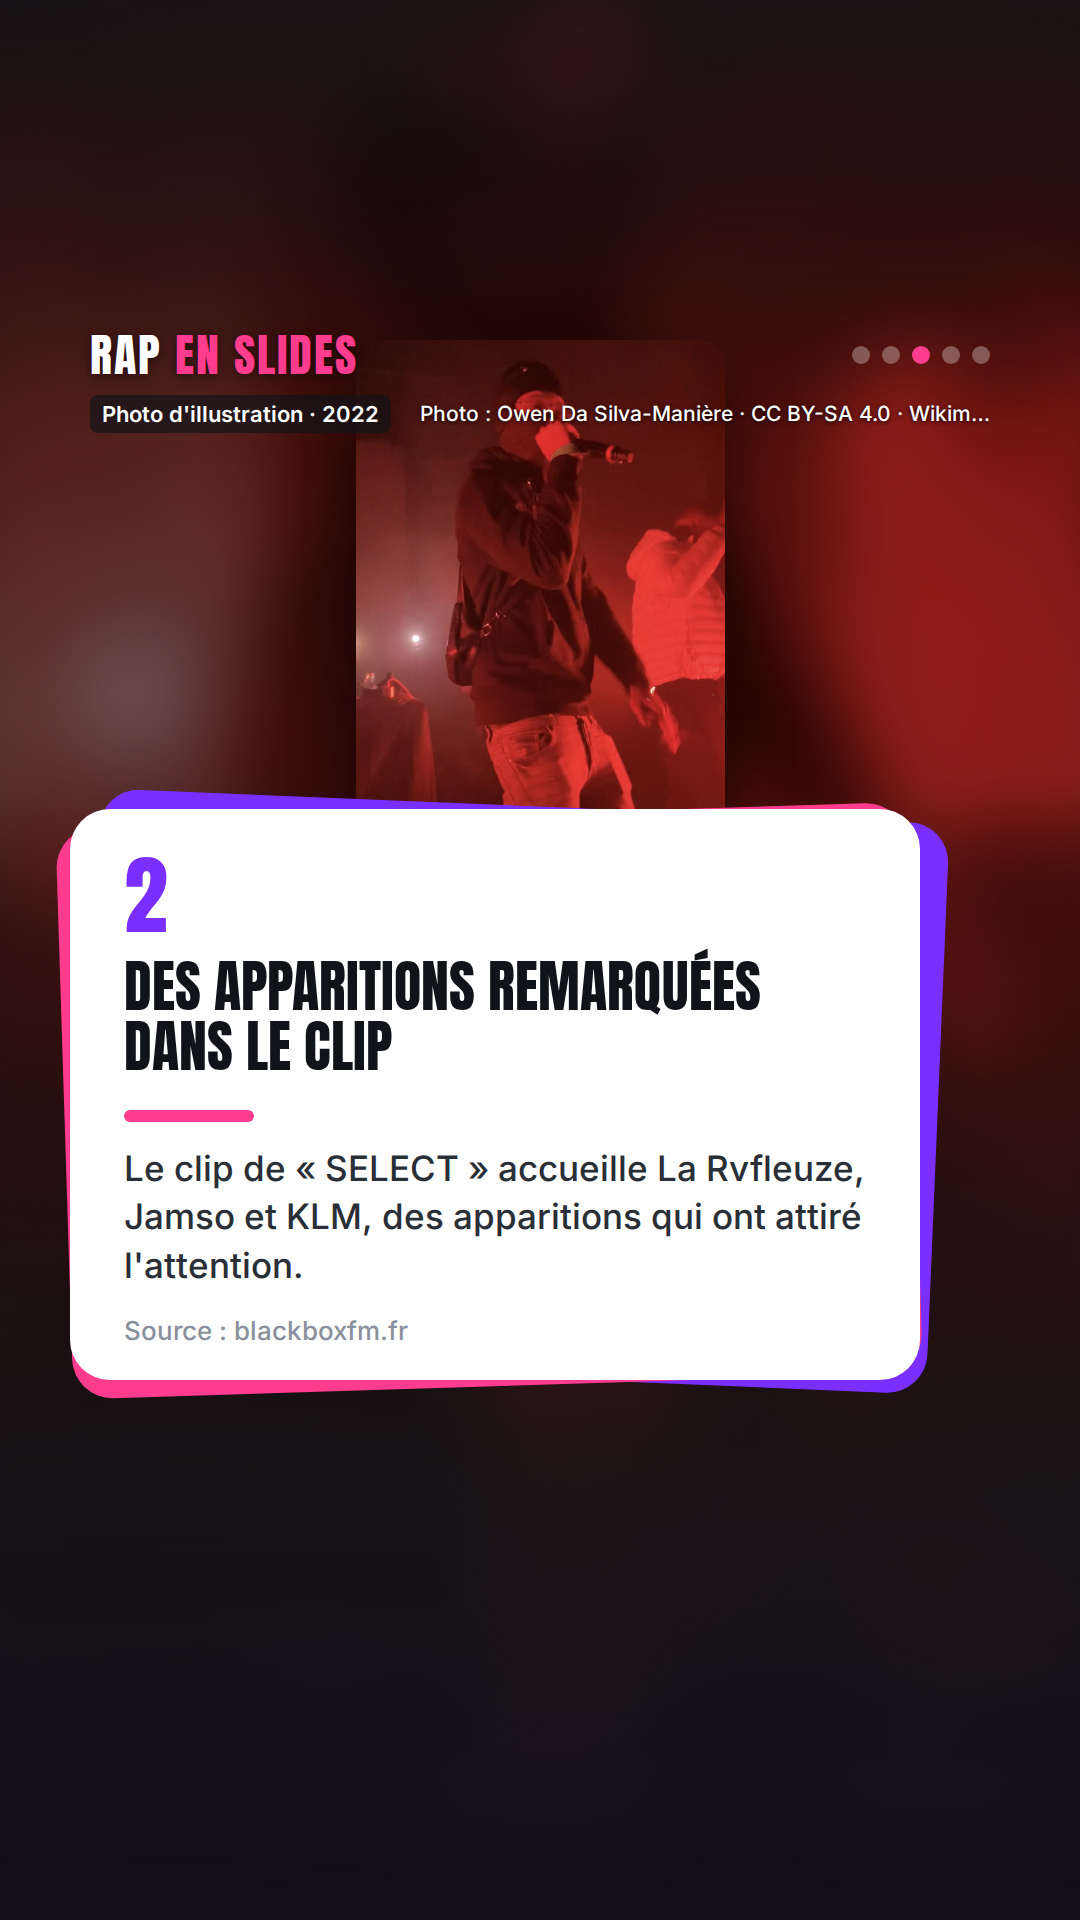 RAP EN SLIDES
Photo d'illustration · 2022
Photo : Owen Da Silva-Manière · CC BY-SA 4.0 · Wikim...
2
DES APPARITIONS REMARQUÉES
DANS LE CLIP
Le clip de « SELECT » accueille La Rvfleuze,
Jamso et KLM, des apparitions qui ont attiré
l'attention.
Source : blackboxfm.fr